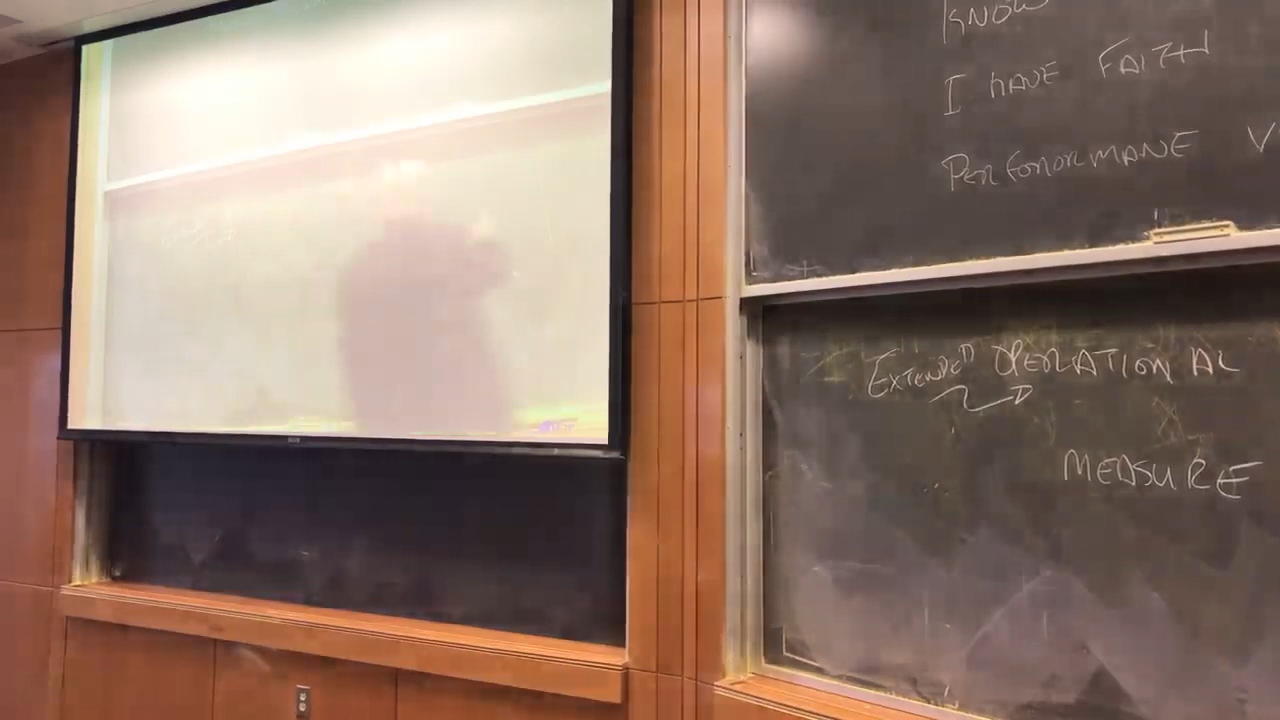 KNOW
I HAVE FAITH
PERFORORMANE V
EXTENDED OPERATIONAL
MEASURE